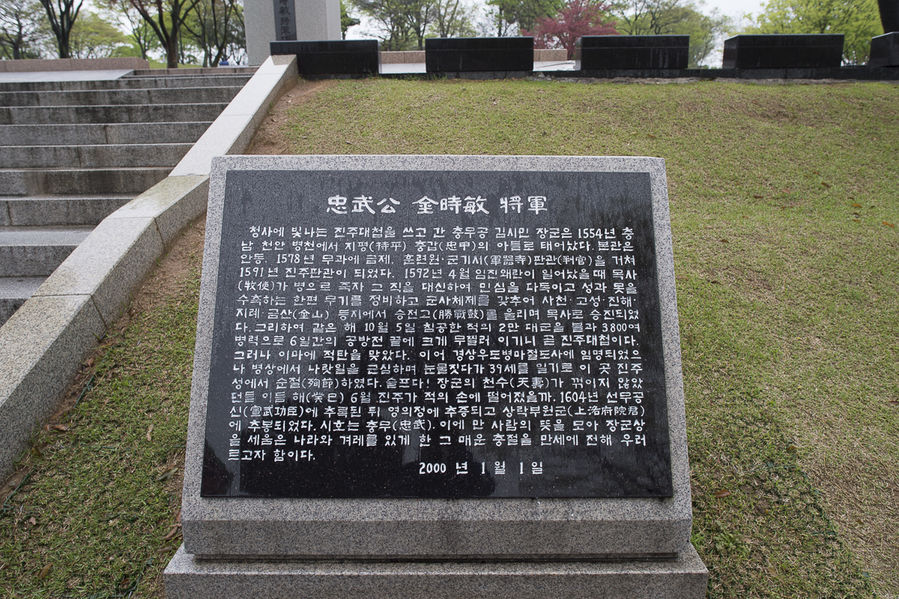 忠武公 金時敏 將軍
청사에 빛나는 진주대첩을 쓰고 간 충무공 김시민 장군은 1554년 충
남 천안 병천에서 지평(持平) 충갑(忠甲)의 아들로 태어났다. 본관은
안동. 1578년 무과에 급제. 훈련원·군기시(軍器寺) 판관(判官)을 거쳐
1591년 진주판관이 되었다. 1592년 4월 임진왜란이 일어났을때 목사
(牧使)가 병으로 죽자 그 직을 대신하여 민심을 다독이고 성과 못을
수축하는 한편 무기를 정비하고 군사체제를 갖추어 사천·고성·진해
지례·금산(金山) 등지에서 승전고(勝戰鼓)를 울리며 목사로 승진되었
다. 그리하여 같은 해 10월 5일 침공한 적의 2만 대군을 불과 3800여
병력으로 6일간의 공방전 끝에 크게 무찔러 이기니 곧 진주대첩이다.
그러나 이마에 적탄을 맞았다. 이어 경상우도병마절도사에 임명되었으
나 병상에서 나랏일을 근심하며 눈물짓다가 39세를 일기로 이 곳 진주
성에서 순절(殉節)하였다. 슬프다! 장군의 천수(天壽)가 꺾이지 않았
던들 이듬 해(癸巳) 6월 진주가 적의 손에 떨어졌을까. 1604년 선무공
신(宣武功臣)에 추록된 뒤 영의정에 추증되고 상락부원군(上洛府院君)
에 추봉되었다. 시호는 충무(忠武). 이에 만 사람의 뜻을 모아 장군상
을 세움은 나라와 겨레를 있게 한 그 매운 충절을 만세에 전해 우러
르고자 함이다.
2000 년 1월 1일